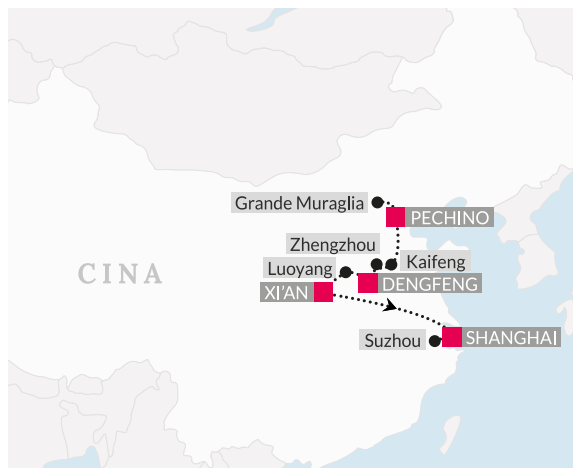 Grande Muraglia
PECHINO
Zhengzhou
Kaifeng
Luoyang
CINA
DENGFENG
XI'AN
Suzhou
SHANGHAI